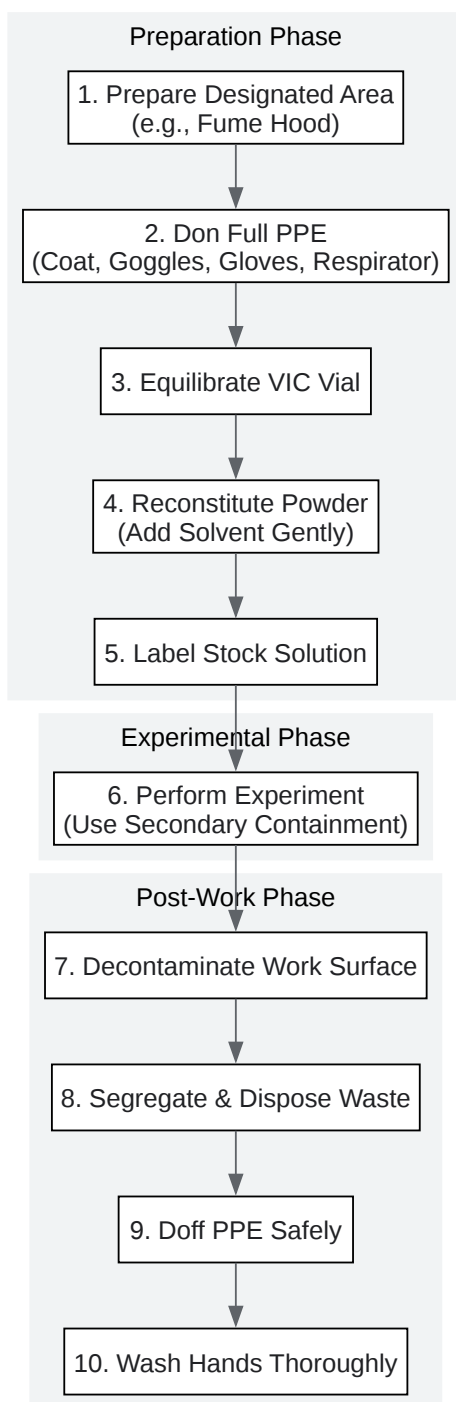 Preparation Phase
1. Prepare Designated Area
(e.g., Fume Hood)
2. Don Full PPE
(Coat, Goggles, Gloves, Respirator)
3. Equilibrate VIC Vial
4. Reconstitute Powder
(Add Solvent Gently)
5. Label Stock Solution
Experimental Phase
6. Perform Experiment
(Use Secondary Containment)
Post-Work Phase
7. Decontaminate Work Surface
8. Segregate & Dispose Waste
9. Doff PPE Safely
10. Wash Hands Thoroughly